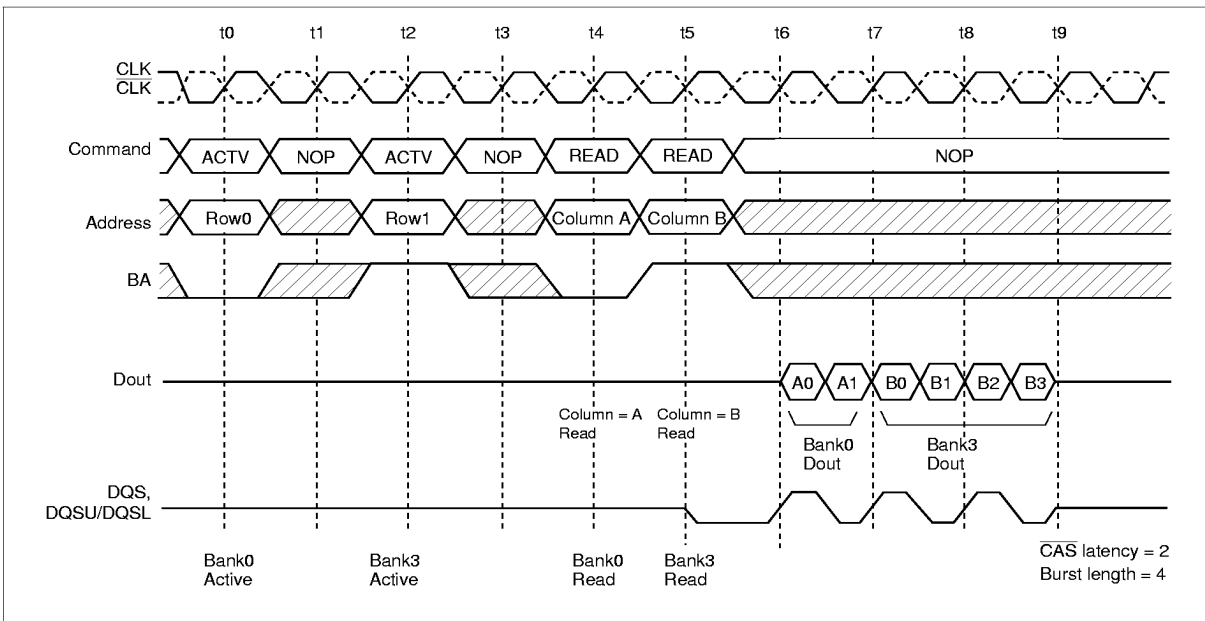 t0 t1 t2 t3 t4 t5 t6 t7 t8 t9
CLK
CLK
Command ACTV NOP ACTV NOP READ READ NOP
Address Row0 Row1 Column A Column B
BA
Dout A0 A1 B0 B1 B2 B3
Column = A Column = B
Read Read
Bank0 Bank3
Dout Dout
DQS,
DQSU/DQSL
Bank0 Bank3 Bank0 Bank3
Active Active Read Read
CAS latency = 2
Burst length = 4